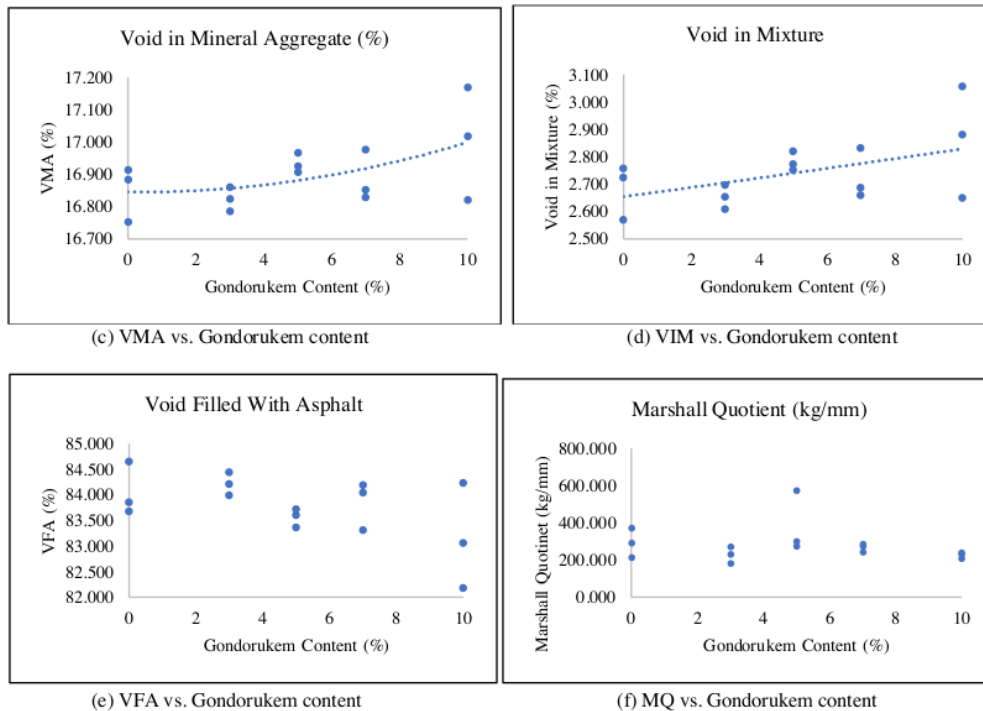 Void in Mineral Aggregate (%)
17.200
17.100
17.000
16.900
16.800
16.700
VMA (%)
0 2 4 6 8 10
Gondorukem Content (%)
(c) VMA vs. Gondorukem content
Void in Mixture
3.100
3.000
2.900
2.800
2.700
2.600
2.500
Void in Mixture (%)
0 2 4 6 8 10
Gondorukem Content (%)
(d) VIM vs. Gondorukem content
Void Filled With Asphalt
85.000
84.500
84.000
83.500
83.000
82.500
82.000
VFA (%)
0 2 4 6 8 10
Gondorukem Content (%)
(e) VFA vs. Gondorukem content
Marshall Quotient (kg/mm)
800.000
600.000
400.000
200.000
0.000
Marshall Quotinet (kg/mm)
0 2 4 6 8 10
Gondorukem Content (%)
(f) MQ vs. Gondorukem content